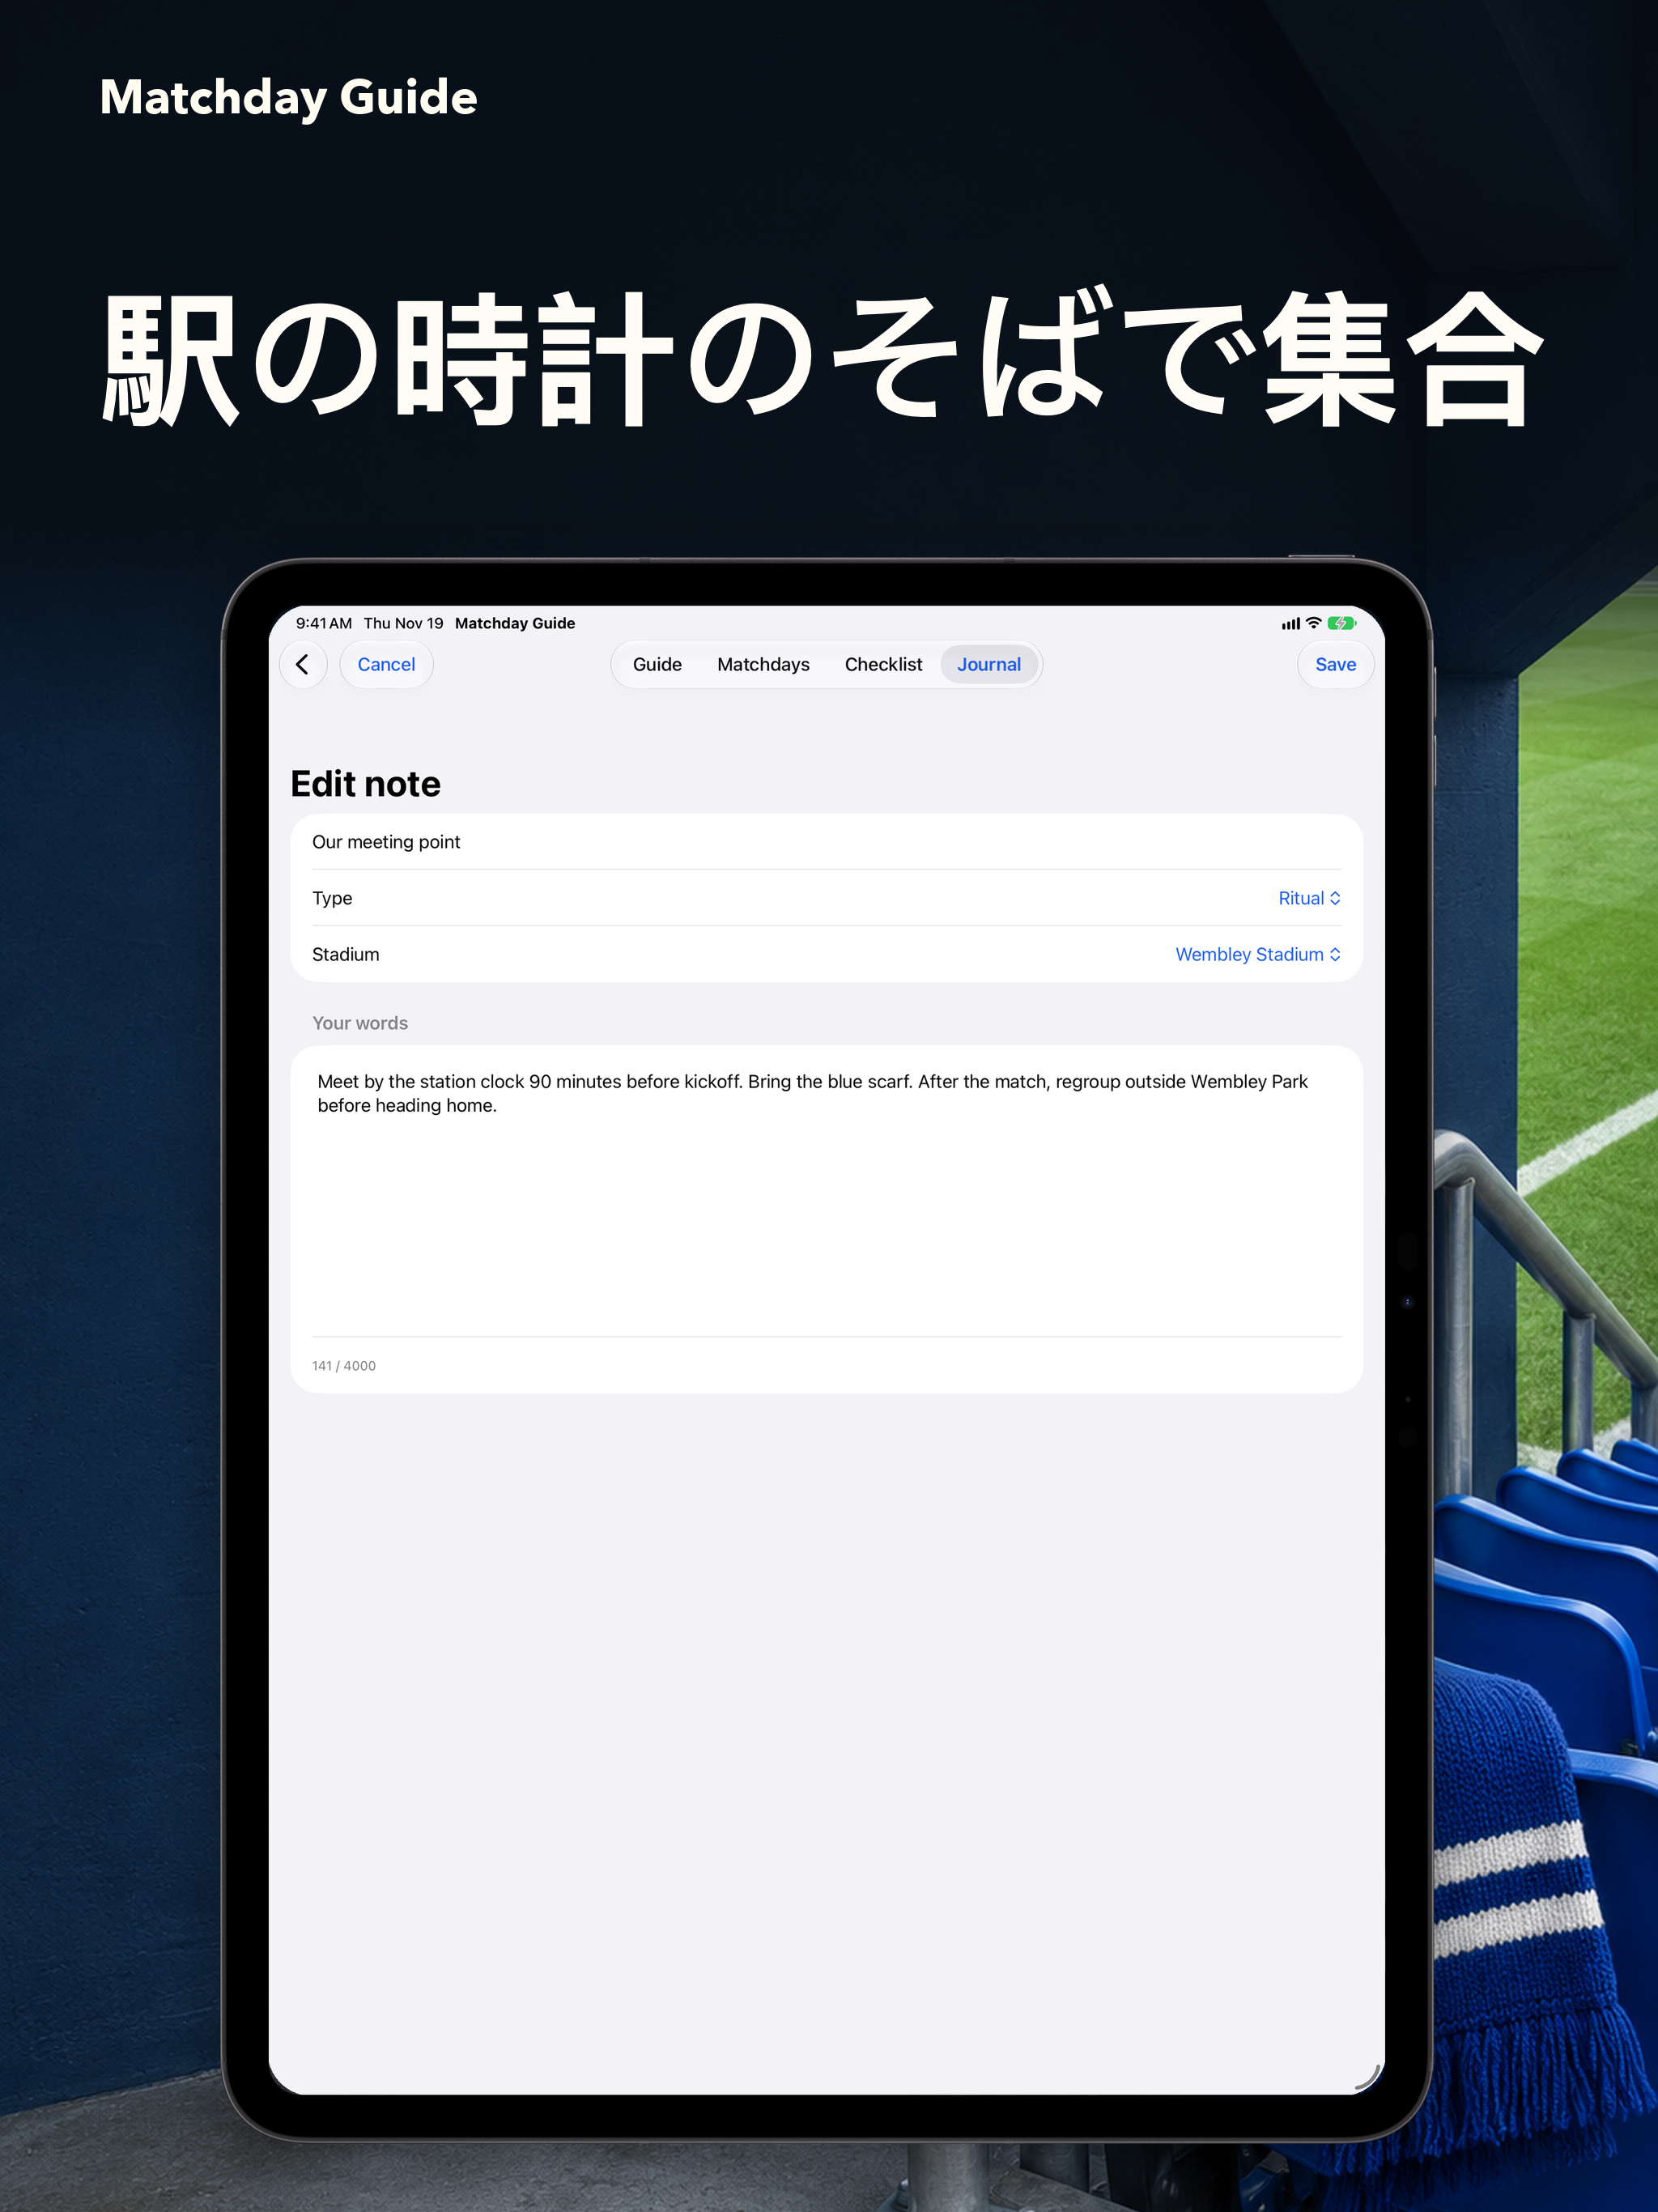 Matchday Guide
駅の時計のそばで集合
9:41 AM Thu Nov 19 Matchday Guide
Cancel Guide Matchdays Checklist Journal Save
Edit note
Our meeting point
Type Ritual
Stadium Wembley Stadium
Your words
Meet by the station clock 90 minutes before kickoff. Bring the blue scarf. After the match, regroup outside Wembley Park
before heading home.
141 / 4000